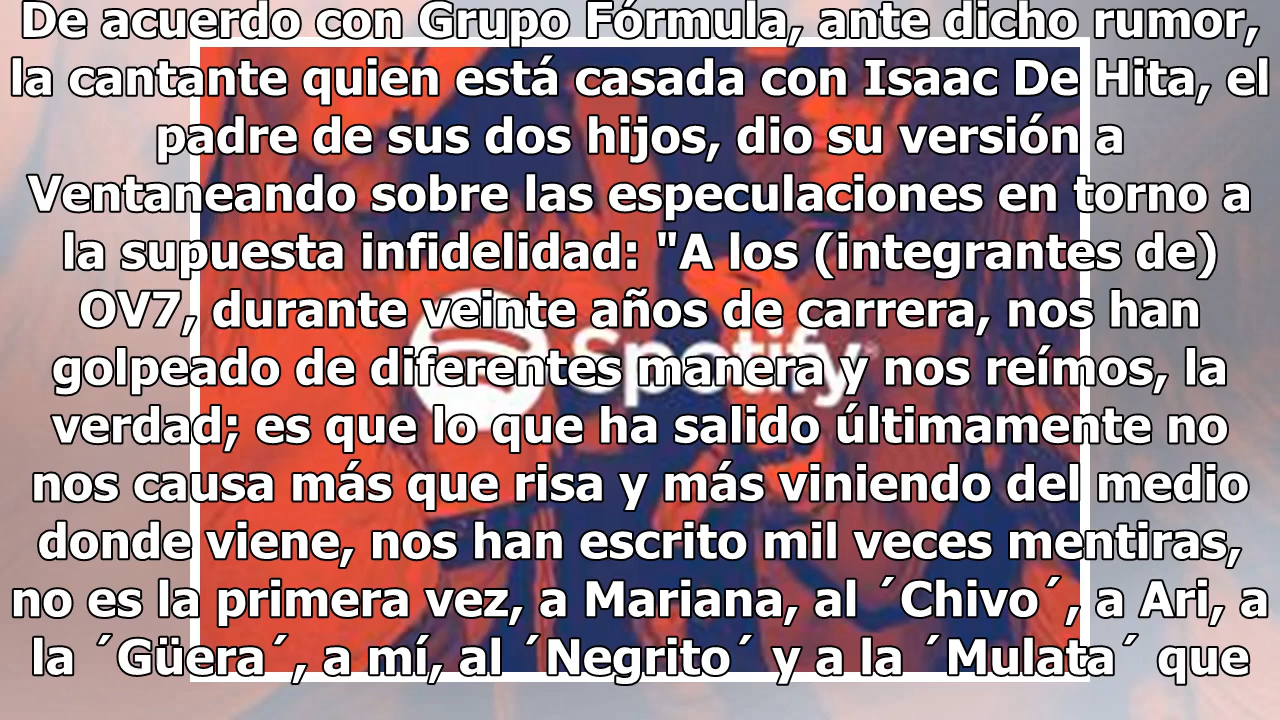 De acuerdo con Grupo Fórmula, ante dicho rumor,
la cantante quien está casada con Isaac De Hita, el
padre de sus dos hijos, dio su versión a
Ventaneando sobre las especulaciones en torno a
la supuesta infidelidad: "A los (integrantes de)
OV7, durante veinte años de carrera, nos han
Spotify
golpeado de diferentes manera y nos reímos, la
verdad; es que lo que ha salido últimamente no
nos causa más que risa y más viniendo del medio
donde viene, nos han escrito mil veces mentiras,
no es la primera vez, a Mariana, al ´Chivo´, a Ari, a
la ´Güera´, a mí, al ´Negrito´ y a la ´Mulata´ que